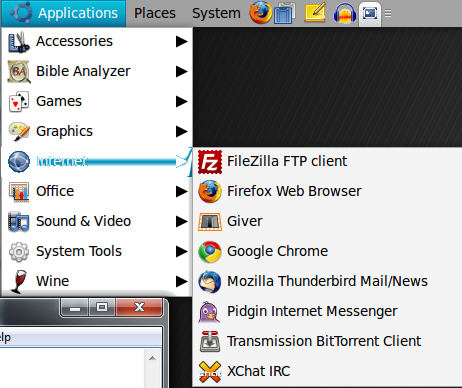 Applications Places System
Accessories
Bible Analyzer
Games
Graphics
Internet
Office
Sound & Video
System Tools
Wine
FileZilla FTP client
Firefox Web Browser
Giver
Google Chrome
Mozilla Thunderbird Mail/News
Pidgin Internet Messenger
Transmission BitTorrent Client
XChat IRC
elp